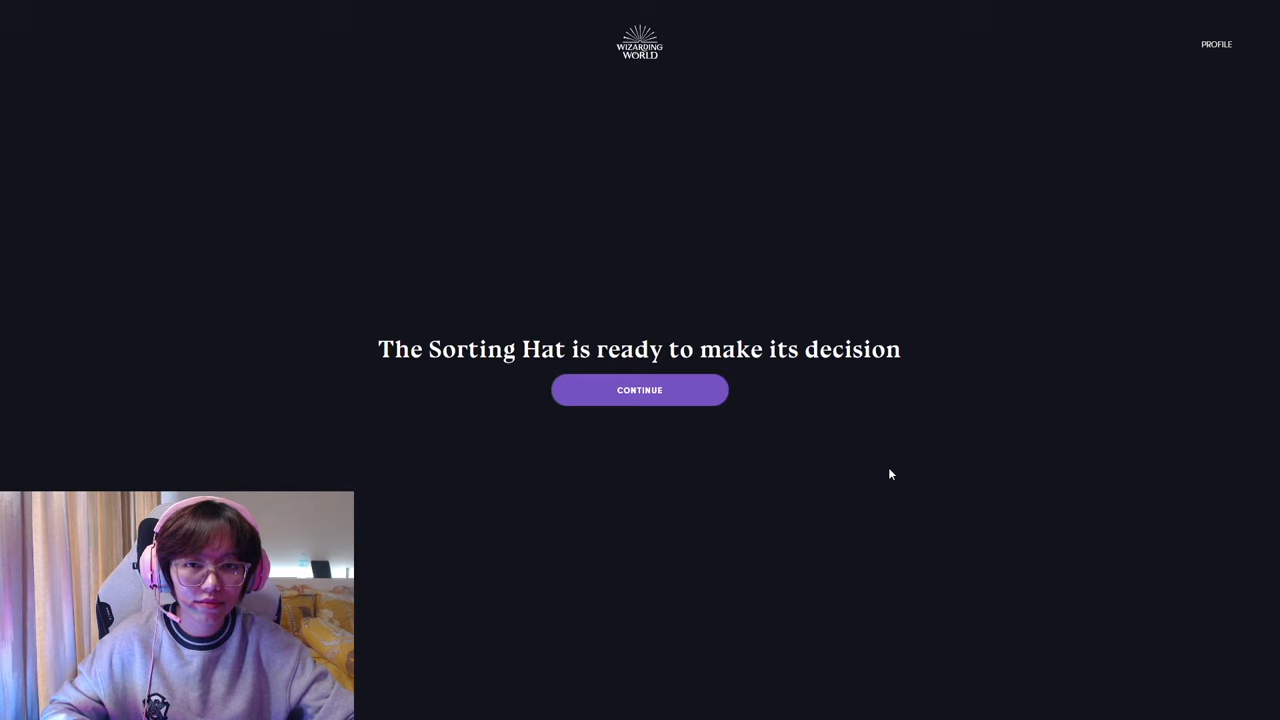 WIZARDING
WORLD
PROFILE
The Sorting Hat is ready to make its decision
CONTINUE